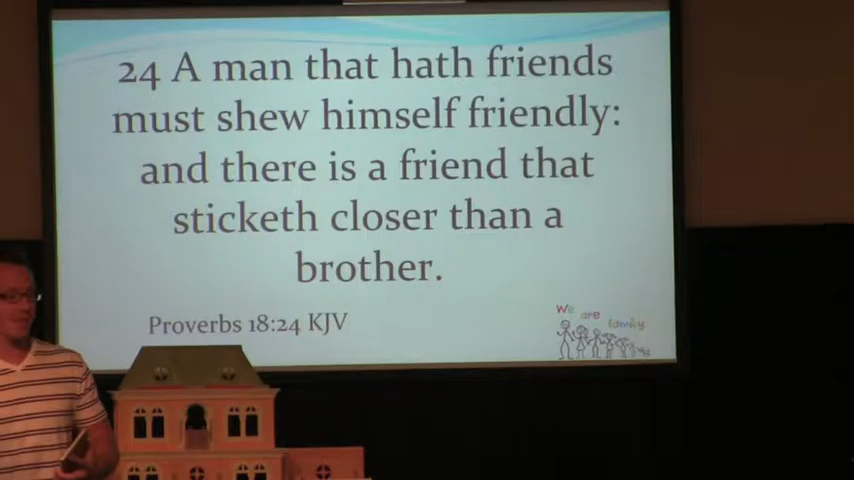 24 A man that hath friends
must shew himself friendly:
and there is a friend that
sticketh closer than a
brother.
Proverbs 18:24 KJV
We are family